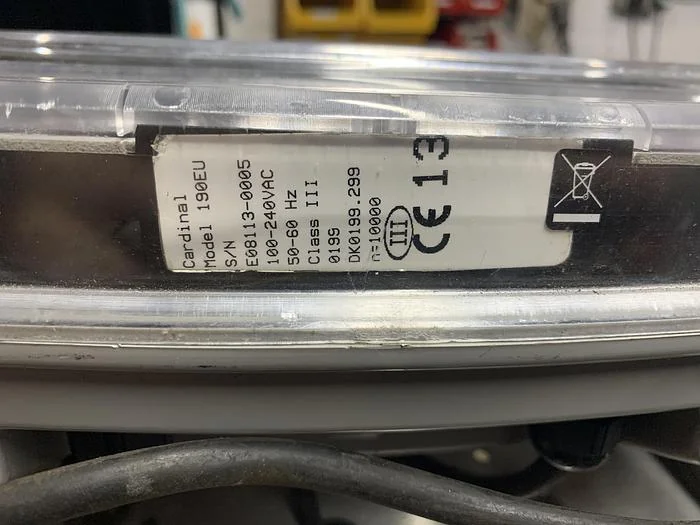 Cardinal
Model 190EU
S/N
E08113-0005
100-240VAC
50-60 Hz
Class III
0199
DK0199.299
n=10000
III
CE 13